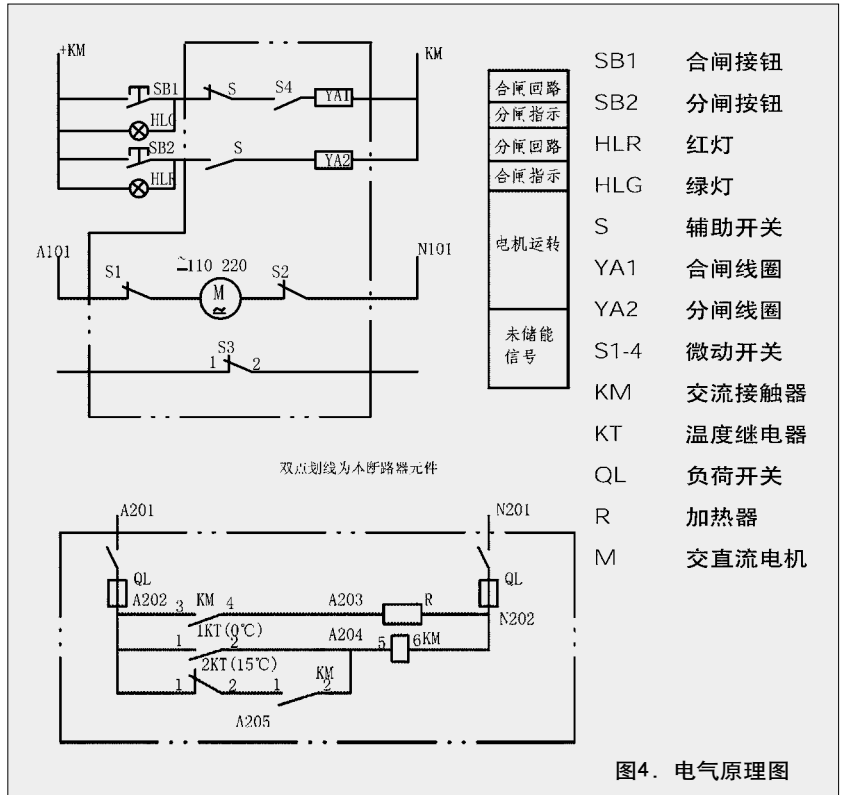 +KM
KM
SB1
S
S4
YA1
HLG
SB2
S
YA2
HLR
A101
N101
S1
≃110 220
S2
M
≃
S3
1
2
合闸回路
分闸指示
分闸回路
合闸指示
电机运转
未储能
信号
SB1 合闸按钮
SB2 分闸按钮
HLR 红灯
HLG 绿灯
S 辅助开关
YA1 合闸线圈
YA2 分闸线圈
S1-4 微动开关
KM 交流接触器
KT 温度继电器
QL 负荷开关
R 加热器
M 交直流电机
双点划线为本断路器元件
A201
N201
QL
QL
A202 3 KM 4 A203 R
N202
1KT(0℃)
1 2 A204 5 6 KM
2KT(15℃)
1 2 1 KM 2
A205
图4. 电气原理图